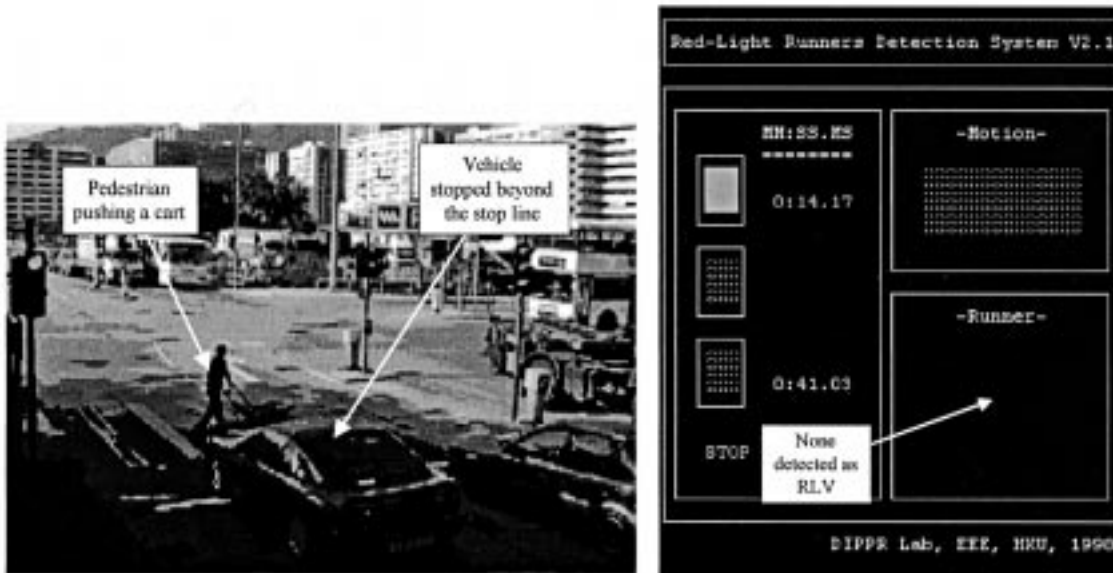 Pedestrian
pushing a cart
Vehicle
stopped beyond
the stop line
Red-Light Runners Detection System V2.1
MM:SS.MS
0:14.17
0:41.03
STOP
-Motion-
-Runner-
None
detected as
RLV
DIPPR Lab, EEE, HKU, 1990